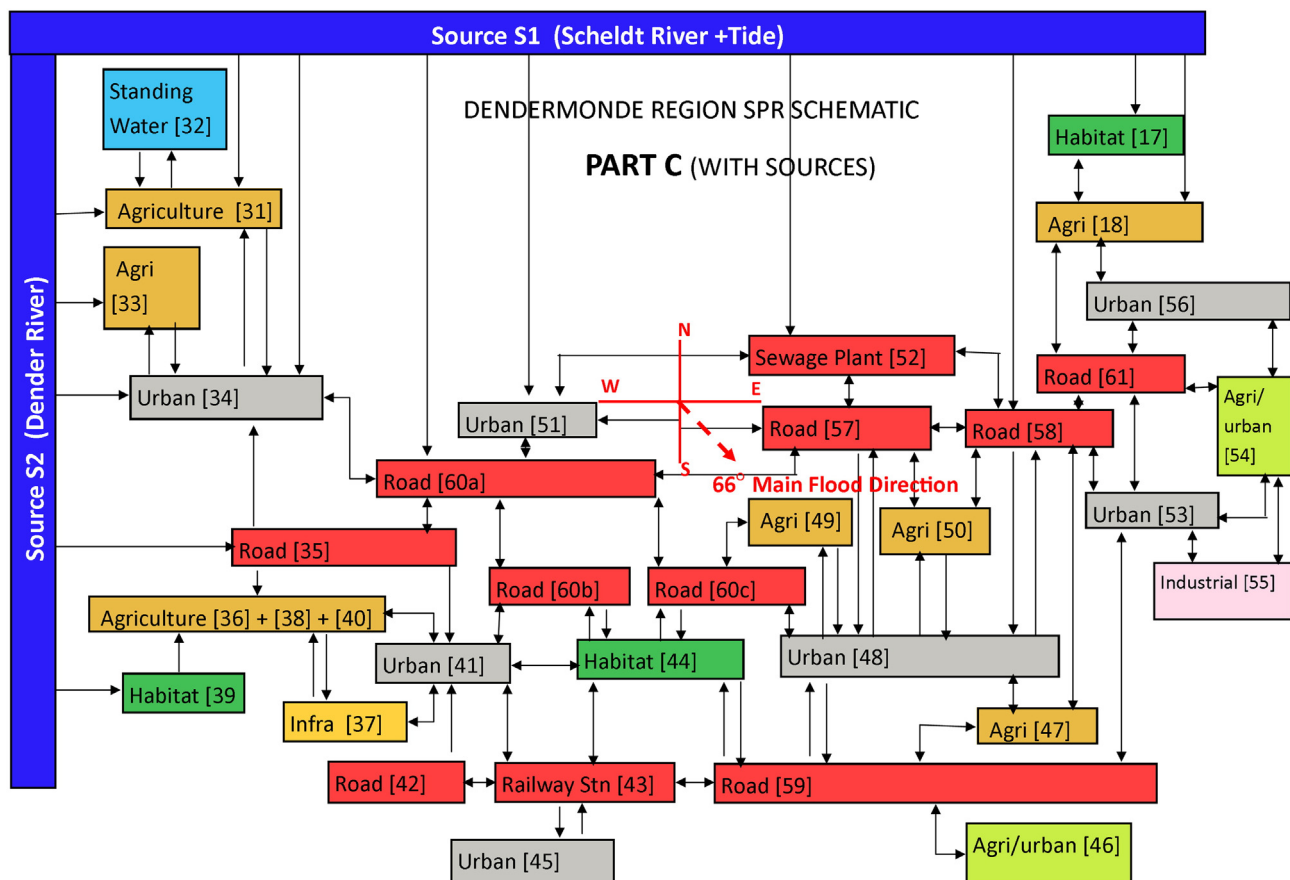 Source S1 (Scheldt River +Tide)
Source S2 (Dender River)
DENDERMONDE REGION SPR SCHEMATIC
PART C (WITH SOURCES)
Standing
Water [32]
Habitat [17]
Agriculture [31]
Agri [18]
Agri
[33]
Urban [56]
N
Sewage Plant [52]
W
E
Road [61]
Urban [34]
Urban [51]
Road [57]
Road [58]
Agri/
urban
[54]
S
Road [60a]
66° Main Flood Direction
Agri [49]
Agri [50]
Urban [53]
Road [35]
Road [60b]
Road [60c]
Industrial [55]
Agriculture [36] + [38] + [40]
Urban [41]
Habitat [44]
Urban [48]
Habitat [39
Infra [37]
Agri [47]
Road [42]
Railway Stn [43]
Road [59]
Urban [45]
Agri/urban [46]